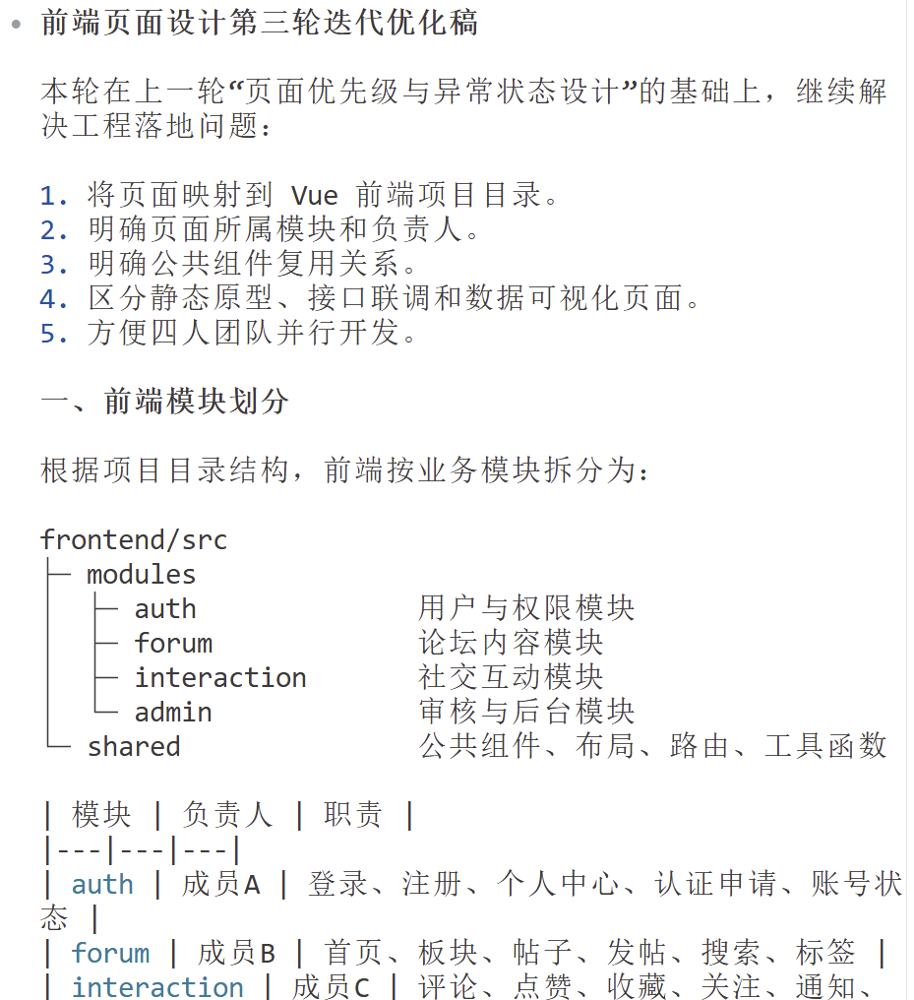 • 前端页面设计第三轮迭代优化稿
本轮在上一轮“页面优先级与异常状态设计”的基础上，继续解
决工程落地问题：
1. 将页面映射到 Vue 前端项目目录。
2. 明确页面所属模块和负责人。
3. 明确公共组件复用关系。
4. 区分静态原型、接口联调和数据可视化页面。
5. 方便四人团队并行开发。
一、前端模块划分
根据项目目录结构，前端按业务模块拆分为：
frontend/src
├─ modules
│  ├─ auth 用户与权限模块
│  ├─ forum 论坛内容模块
│  ├─ interaction 社交互动模块
│  └─ admin 审核与后台模块
└─ shared 公共组件、布局、路由、工具函数
| 模块 | 负责人 | 职责 |
|---|---|---|
| auth | 成员A | 登录、注册、个人中心、认证申请、账号状
态 |
| forum | 成员B | 首页、板块、帖子、发帖、搜索、标签 |
| interaction | 成员C | 评论、点赞、收藏、关注、通知、